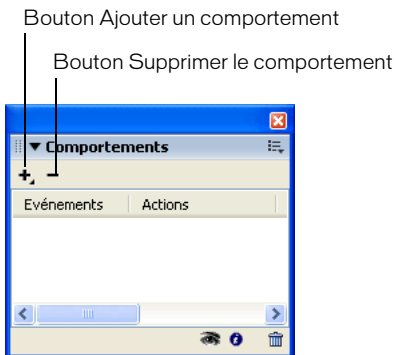 Bouton Ajouter un comportement
Bouton Supprimer le comportement
Comportements
Evénements Actions